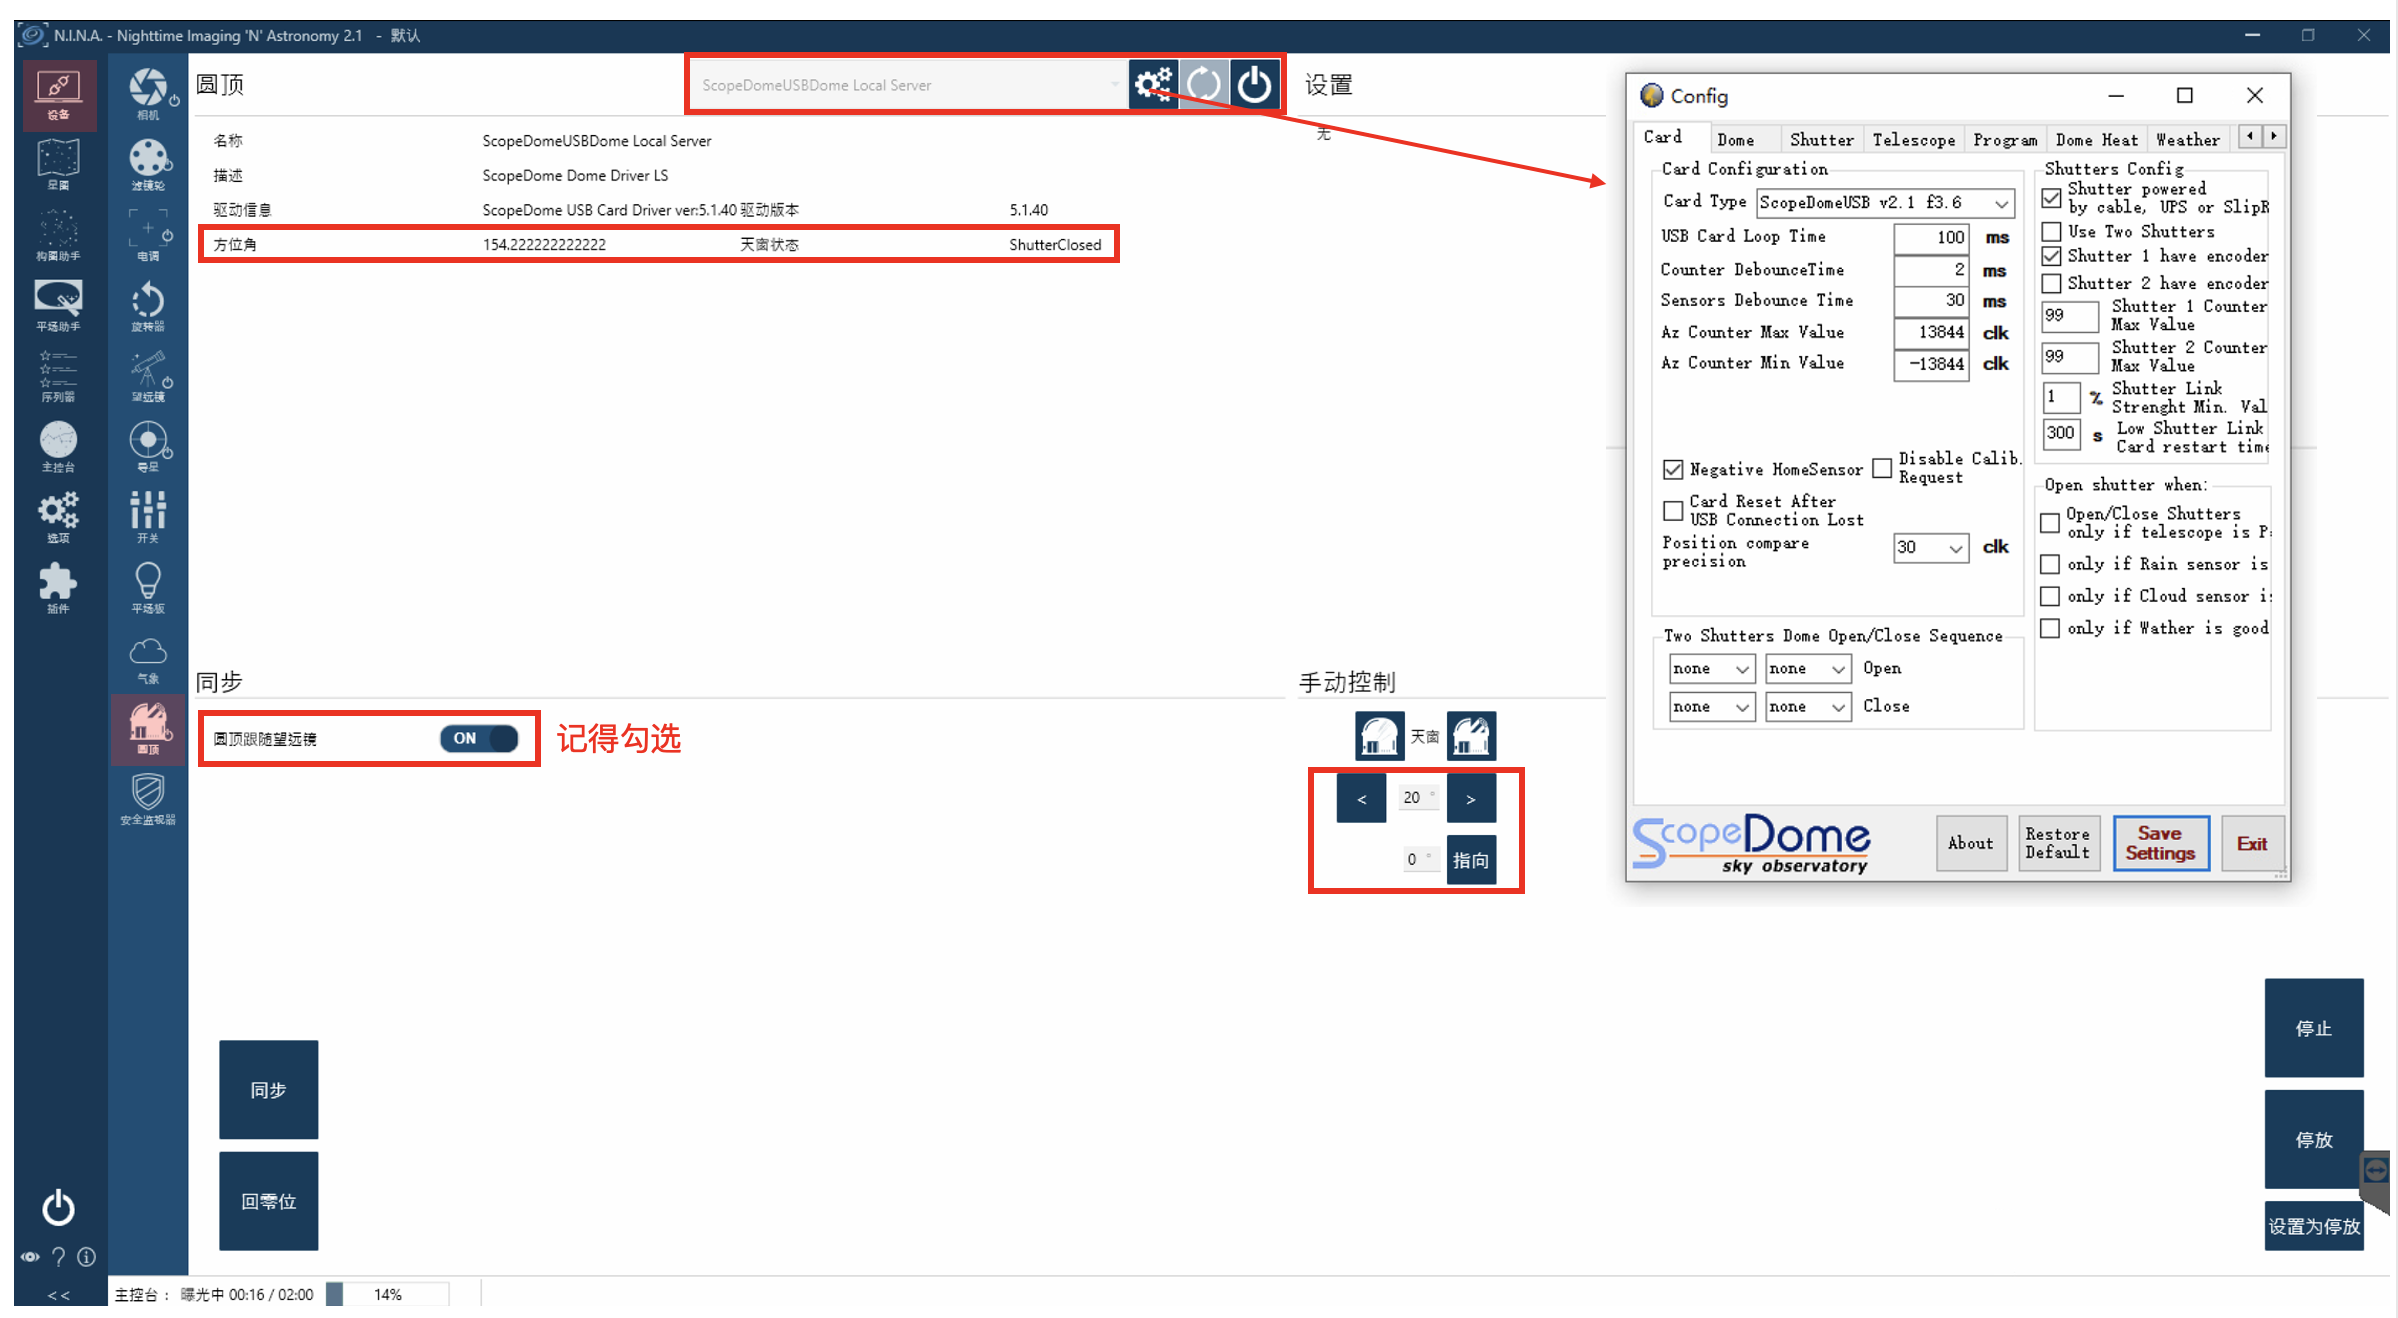 N.I.N.A. - Nighttime Imaging 'N' Astronomy 2.1 - 默认
设备
星图
构图助手
平场助手
序列器
主控台
选项
插件
<<
相机
滤镜轮
电调
旋转器
望远镜
导星
开关
平场板
气象
圆顶
安全监视器
圆顶
ScopeDomeUSBDome Local Server
名称 ScopeDomeUSBDome Local Server
描述 ScopeDome Dome Driver LS
驱动信息 ScopeDome USB Card Driver ver:5.1.40 驱动版本 5.1.40
方位角 154.222222222222 天窗状态 ShutterClosed
设置
无
同步
圆顶跟随望远镜 ON 记得勾选
同步
回零位
手动控制
天窗
< 20 ° >
0 ° 指向
停止
停放
设置为停放
主控台： 曝光中 00:16 / 02:00 14%
Config
Card Dome Shutter Telescope Program Dome Heat Weather
Card Configuration
Card Type ScopeDomeUSB v2.1 f3.6
USB Card Loop Time 100 ms
Counter DebounceTime 2 ms
Sensors Debounce Time 30 ms
Az Counter Max Value 13844 clk
Az Counter Min Value -13844 clk
Negative HomeSensor
Disable Calib.
Request
Card Reset After
USB Connection Lost
Position compare
precision
30 clk
Two Shutters Dome Open/Close Sequence
none none Open
none none Close
Shutters Config
Shutter powered
by cable, UPS or SlipR
Use Two Shutters
Shutter 1 have encoder
Shutter 2 have encoder
99 Shutter 1 Counter
Max Value
99 Shutter 2 Counter
Max Value
1 % Shutter Link
Strenght Min. Val
300 s Low Shutter Link
Card restart time
Open shutter when:
Open/Close Shutters
only if telescope is
only if Rain sensor is
only if Cloud sensor
only if Wather is good
ScopeDome
sky observatory
About
Restore
Default
Save
Settings
Exit